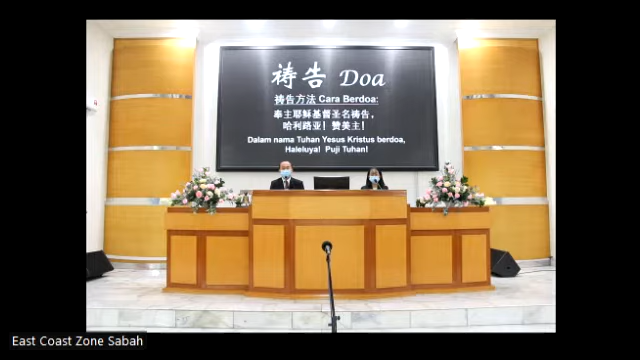 祷告 Doa
祷告方法 Cara Berdoa:
奉主耶稣基督圣名祷告，
哈利路亚！赞美主！
Dalam nama Tuhan Yesus Kristus berdoa,
Haleluya! Puji Tuhan!
East Coast Zone Sabah